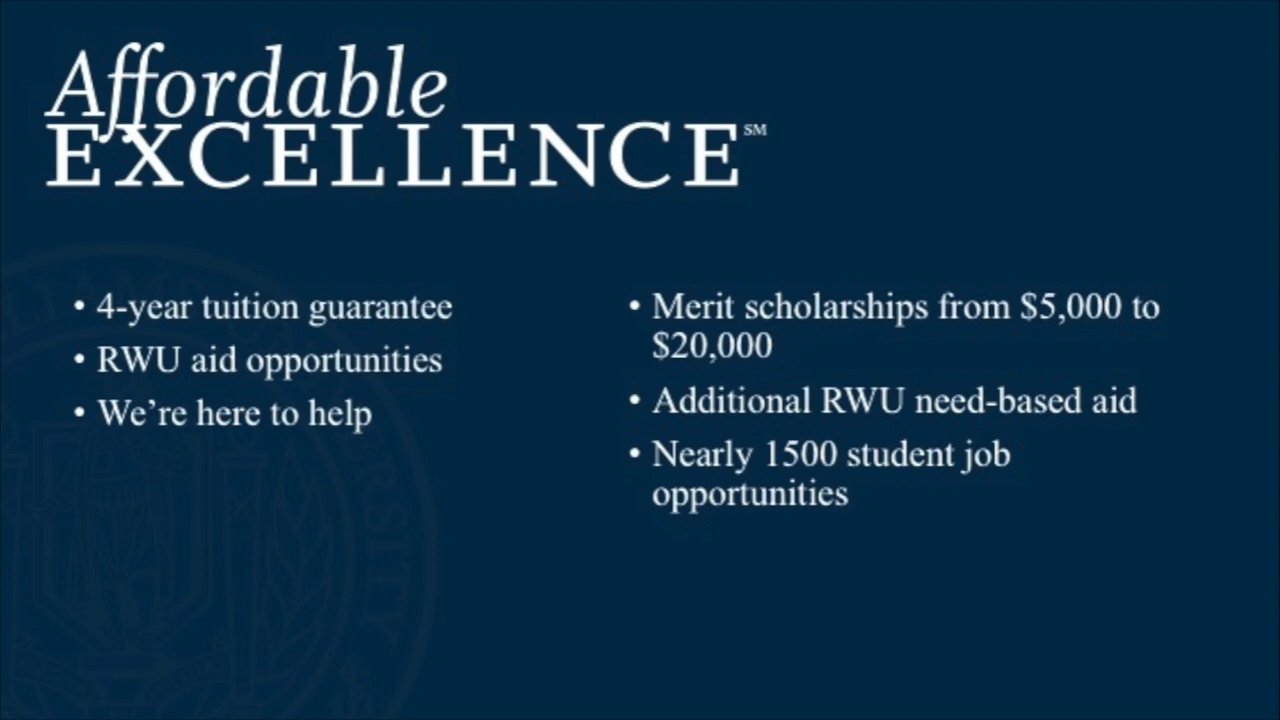 Affordable
EXCELLENCE℠
• 4-year tuition guarantee
• RWU aid opportunities
• We’re here to help
• Merit scholarships from $5,000 to
$20,000
• Additional RWU need-based aid
• Nearly 1500 student job
opportunities